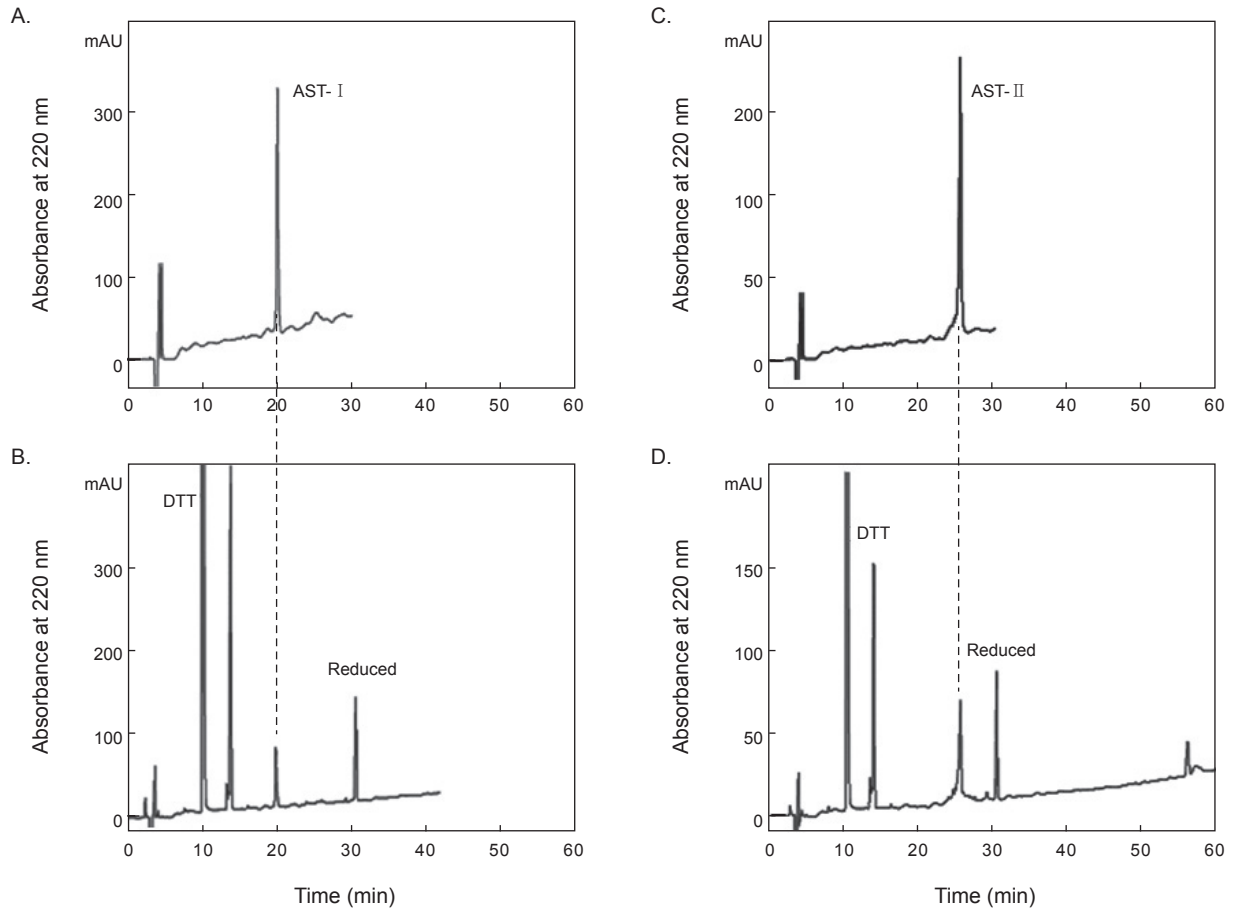 A.
mAU
Absorbance at 220 nm
300
200
100
0
AST- Ⅰ
0 10 20 30 40 50 60
C.
mAU
Absorbance at 220 nm
200
100
50
0
AST- Ⅱ
0 10 20 30 40 50 60
B.
mAU
Absorbance at 220 nm
300
200
100
0
DTT
Reduced
0 10 20 30 40 50 60
Time (min)
D.
mAU
Absorbance at 220 nm
150
100
50
0
DTT
Reduced
0 10 20 30 40 50 60
Time (min)